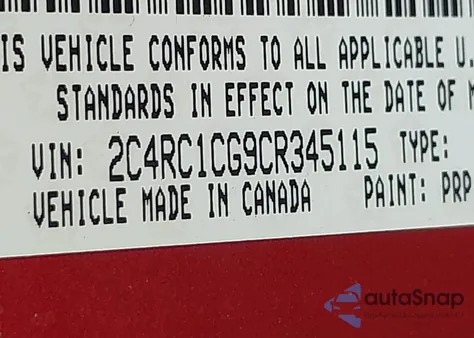 IS VEHICLE CONFORMS TO ALL APPLICABLE U.
STANDARDS IN EFFECT ON THE DATE OF M
VIN: 2C4RC1CG9CR345115 TYPE:
VEHICLE MADE IN CANADA PAINT: PRP
autaSnap